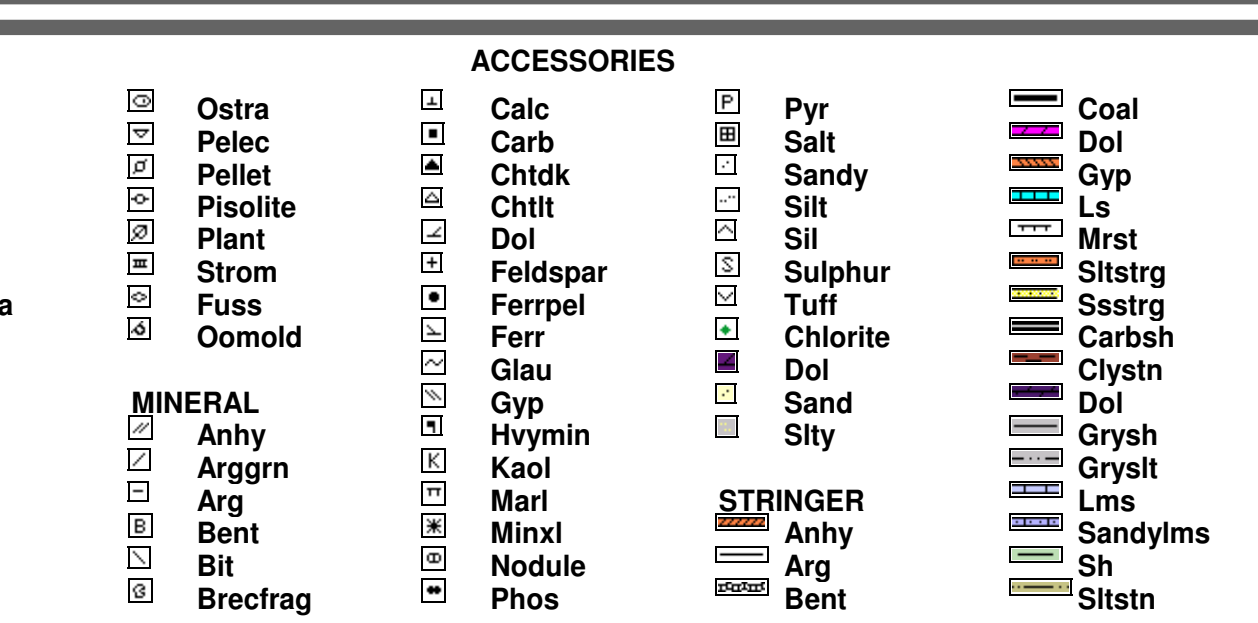 ACCESSORIES
a
Ostra
Pelec
Pellet
Pisolite
Plant
Strom
Fuss
Oomold
MINERAL
Anhy
Arggrn
Arg
B Bent
Bit
Brecfrag
Calc
Carb
Chtdk
Chtlt
Dol
Feldspar
Ferrpel
Ferr
Glau
Gyp
Hvymin
K Kaol
Marl
Minxl
Nodule
Phos
P Pyr
Salt
Sandy
Silt
Sil
S Sulphur
Tuff
Chlorite
Dol
Sand
Slty
STRINGER
Anhy
Arg
Bent
Coal
Dol
Gyp
Ls
Mrst
Sltstrg
Ssstrg
Carbsh
Clystn
Dol
Grysh
Gryslt
Lms
Sandylms
Sh
Sltstn